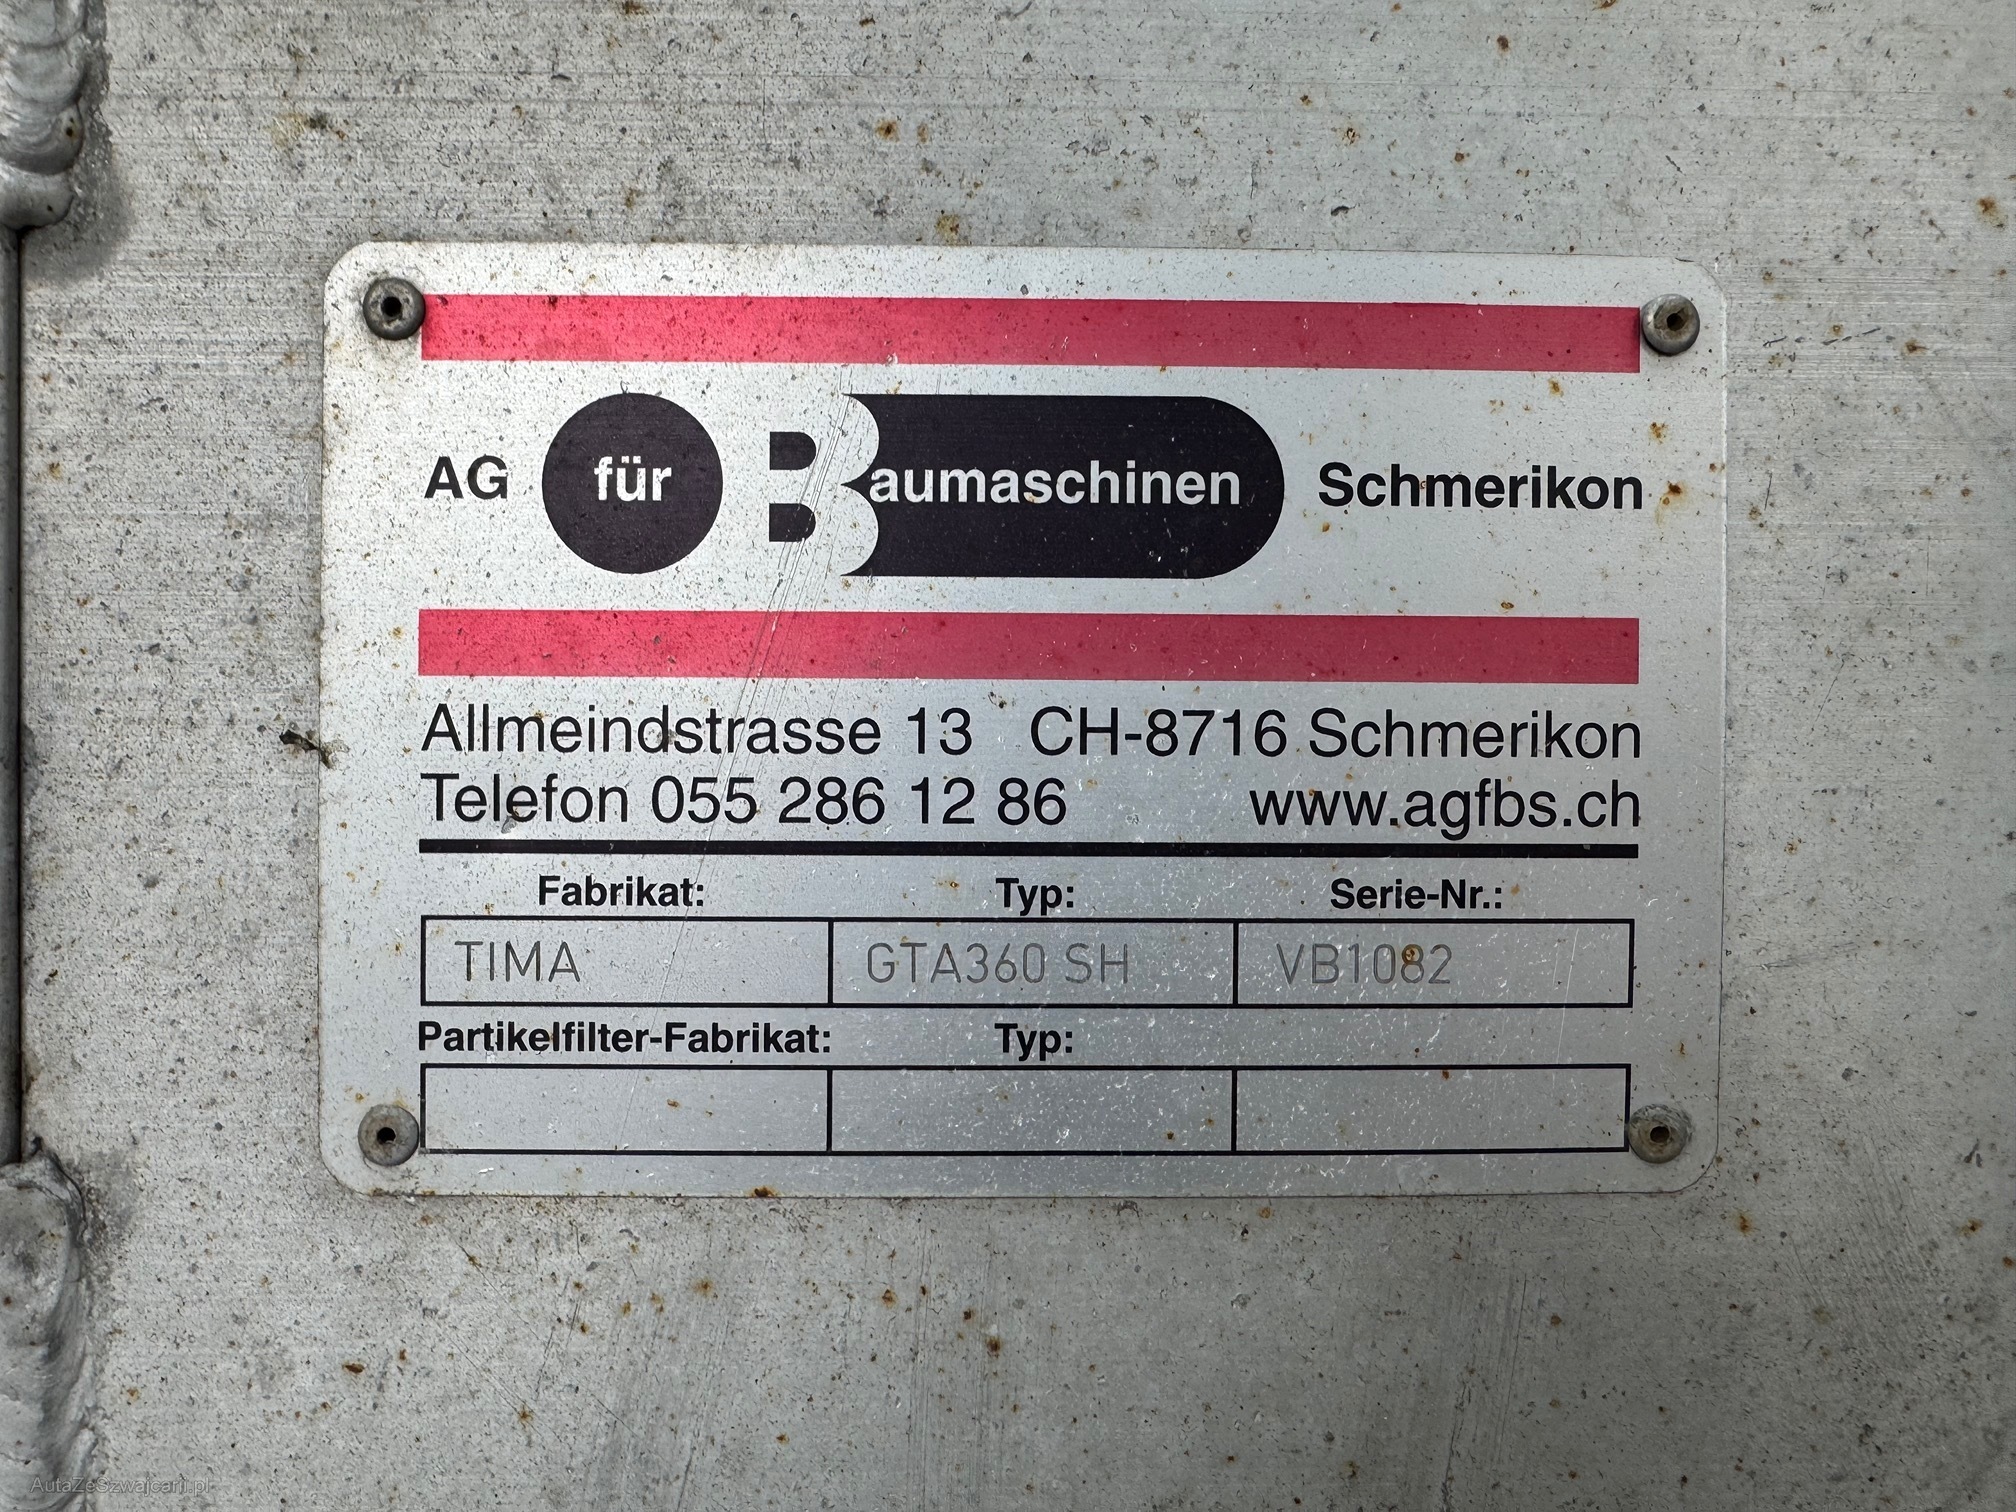 AG für Baumaschinen Schmerikon
Allmeindstrasse 13 CH-8716 Schmerikon
Telefon 055 286 12 86 www.agfbs.ch
Fabrikat: Typ: Serie-Nr.:
TIMA GTA360 SH VB1082
Partikelfilter-Fabrikat: Typ:
AutaZeSzwajcarii.pl